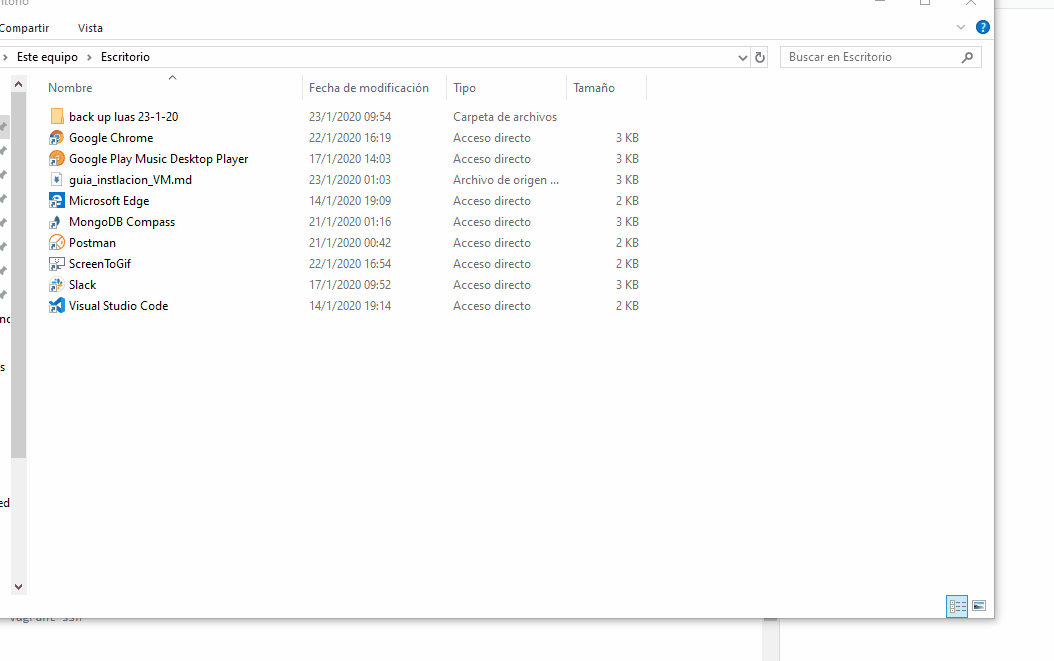 Compartir Vista
Este equipo > Escritorio Buscar en Escritorio
Nombre Fecha de modificación Tipo Tamaño
back up luas 23-1-20 23/1/2020 09:54 Carpeta de archivos
Google Chrome 22/1/2020 16:19 Acceso directo 3 KB
Google Play Music Desktop Player 17/1/2020 14:03 Acceso directo 3 KB
guia_instlacion_VM.md 23/1/2020 01:03 Archivo de origen ... 3 KB
Microsoft Edge 14/1/2020 19:09 Acceso directo 2 KB
MongoDB Compass 21/1/2020 01:16 Acceso directo 3 KB
Postman 21/1/2020 00:42 Acceso directo 2 KB
ScreenToGif 22/1/2020 16:54 Acceso directo 2 KB
Slack 17/1/2020 09:52 Acceso directo 3 KB
Visual Studio Code 14/1/2020 19:14 Acceso directo 2 KB